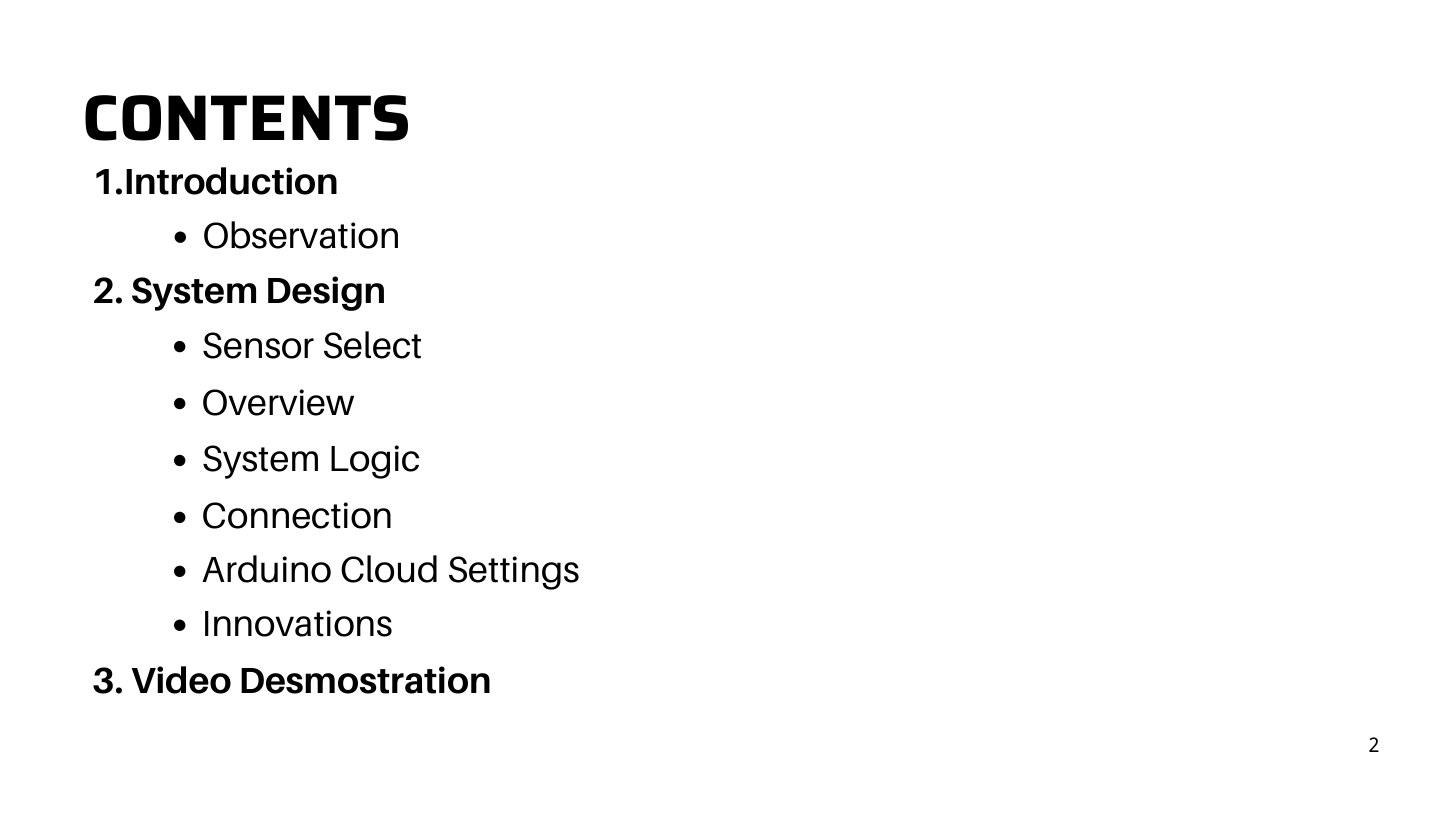 CONTENTS
1.Introduction
• Observation
2. System Design
• Sensor Select
• Overview
• System Logic
• Connection
• Arduino Cloud Settings
• Innovations
3. Video Desmostration
2